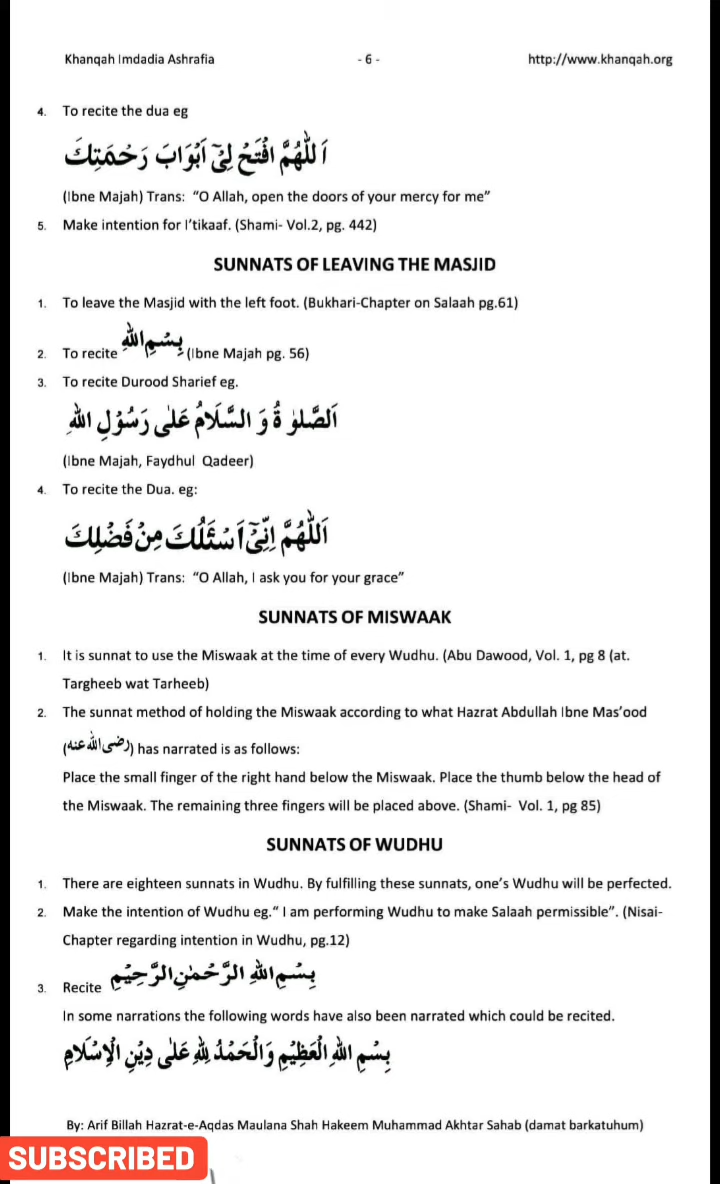 Khanqah Imdadia Ashrafia - 6 - http://www.khanqah.org
4. To recite the dua eg
اَللّٰهُمَّ افْتَحْ لِيْٓ اَبْوَابَ رَحْمَتِكَ
(Ibne Majah) Trans: “O Allah, open the doors of your mercy for me”
5. Make intention for I’tikaaf. (Shami- Vol.2, pg. 442)
SUNNATS OF LEAVING THE MASJID
1. To leave the Masjid with the left foot. (Bukhari-Chapter on Salaah pg.61)
2. To recite بِسْمِ اللّٰهِ (Ibne Majah pg. 56)
3. To recite Durood Sharief eg.
اَلصَّلٰوةُ وَ السَّلَامُ عَلٰى رَسُوْلِ اللّٰهِ
(Ibne Majah, Faydhul Qadeer)
4. To recite the Dua. eg:
اَللّٰهُمَّ اِنِّيْٓ اَسْئَلُكَ مِنْ فَضْلِكَ
(Ibne Majah) Trans: “O Allah, I ask you for your grace”
SUNNATS OF MISWAAK
1. It is sunnat to use the Miswaak at the time of every Wudhu. (Abu Dawood, Vol. 1, pg 8 (at.
Targheeb wat Tarheeb)
2. The sunnat method of holding the Miswaak according to what Hazrat Abdullah Ibne Mas’ood
(رضی اللہ عنہ) has narrated is as follows:
Place the small finger of the right hand below the Miswaak. Place the thumb below the head of
the Miswaak. The remaining three fingers will be placed above. (Shami- Vol. 1, pg 85)
SUNNATS OF WUDHU
1. There are eighteen sunnats in Wudhu. By fulfilling these sunnats, one’s Wudhu will be perfected.
2. Make the intention of Wudhu eg.“ I am performing Wudhu to make Salaah permissible”. (Nisai-
Chapter regarding intention in Wudhu, pg.12)
3. Recite بِسْمِ اللّٰهِ الرَّحْمٰنِ الرَّحِيْمِ
In some narrations the following words have also been narrated which could be recited.
بِسْمِ اللّٰهِ الْعَظِيْمِ وَالْحَمْدُ لِلّٰهِ عَلٰى دِيْنِ الْاِسْلَامِ
By: Arif Billah Hazrat-e-Aqdas Maulana Shah Hakeem Muhammad Akhtar Sahab (damat barkatuhum)
SUBSCRIBED